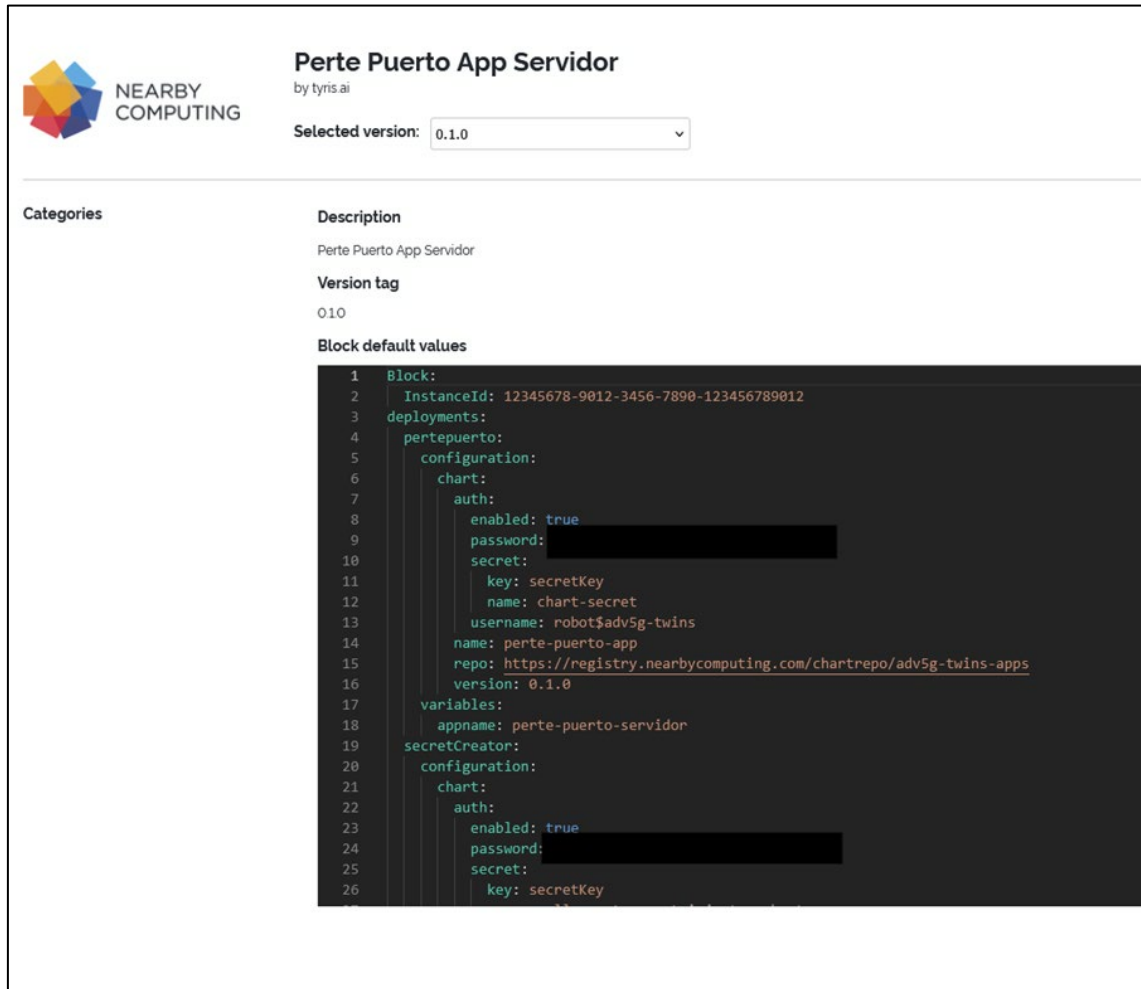 NEARBY
COMPUTING
Perte Puerto App Servidor
by tyris.ai
Selected version: 0.1.0
Categories
Description
Perte Puerto App Servidor
Version tag
0.1.0
Block default values
1 Block:
2 InstanceId: 12345678-9012-3456-7890-123456789012
3 deployments:
4 pertepuerto:
5 configuration:
6 chart:
7 auth:
8 enabled: true
9 password:
10 secret:
11 key: secretKey
12 name: chart-secret
13 username: robot$adv5g-twins
14 name: perte-puerto-app
15 repo: https://registry.nearbycomputing.com/chartrepo/adv5g-twins-apps
16 version: 0.1.0
17 variables:
18 appname: perte-puerto-servidor
19 secretCreator:
20 configuration:
21 chart:
22 auth:
23 enabled: true
24 password:
25 secret:
26 key: secretKey